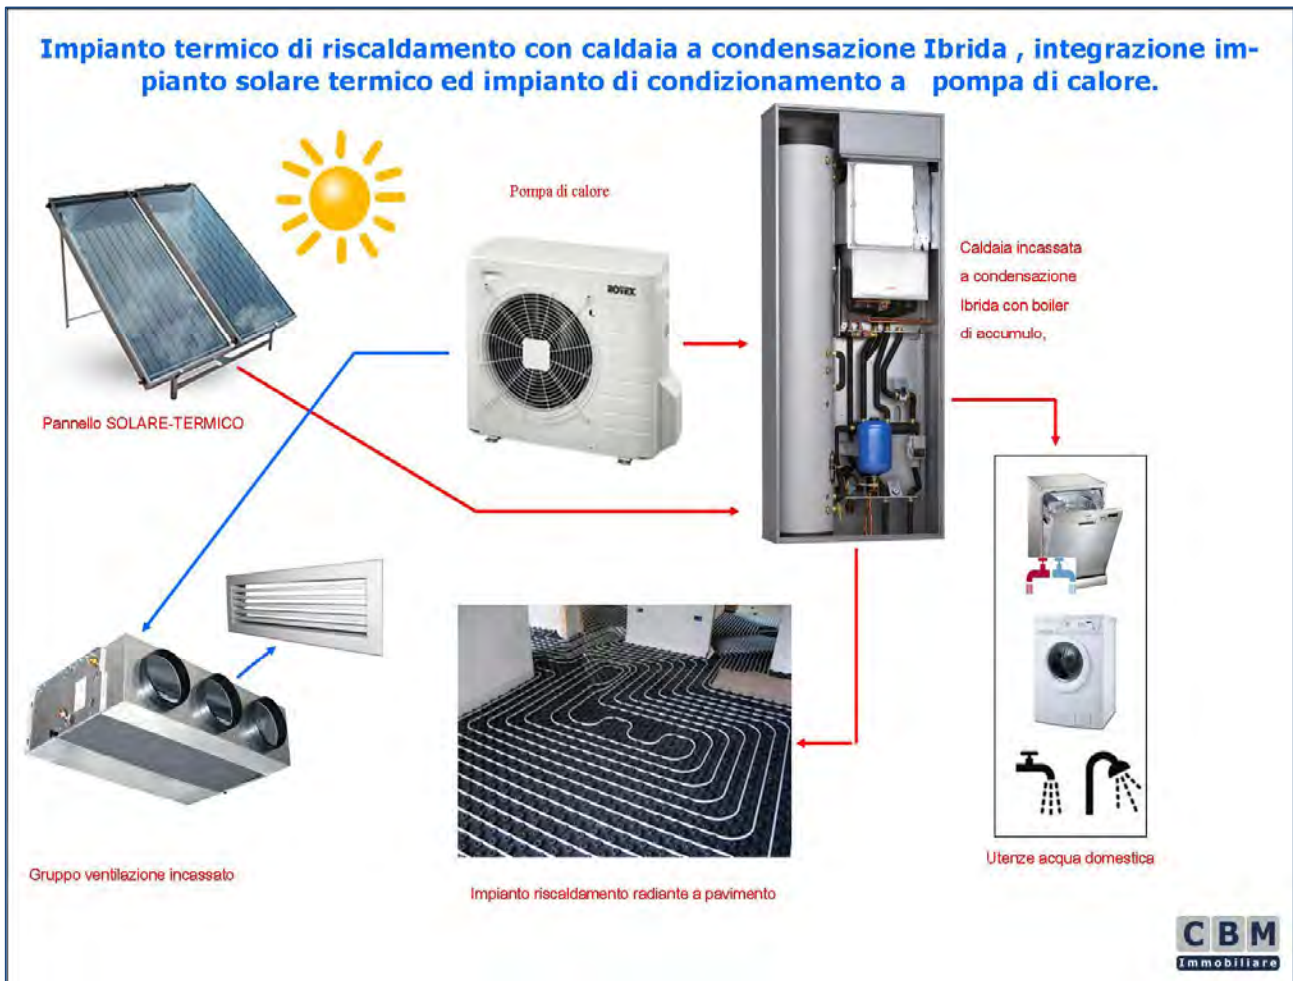 Impianto termico di riscaldamento con caldaia a condensazione Ibrida , integrazione im-
pianto solare termico ed impianto di condizionamento a pompa di calore.
Pompa di calore
ROTEX
Caldaia incassata
a condensazione
Ibrida con boiler
di accumulo,
Pannello SOLARE-TERMICO
Gruppo ventilazione incassato
Impianto riscaldamento radiante a pavimento
Utenze acqua domestica
CBM
Immobiliare